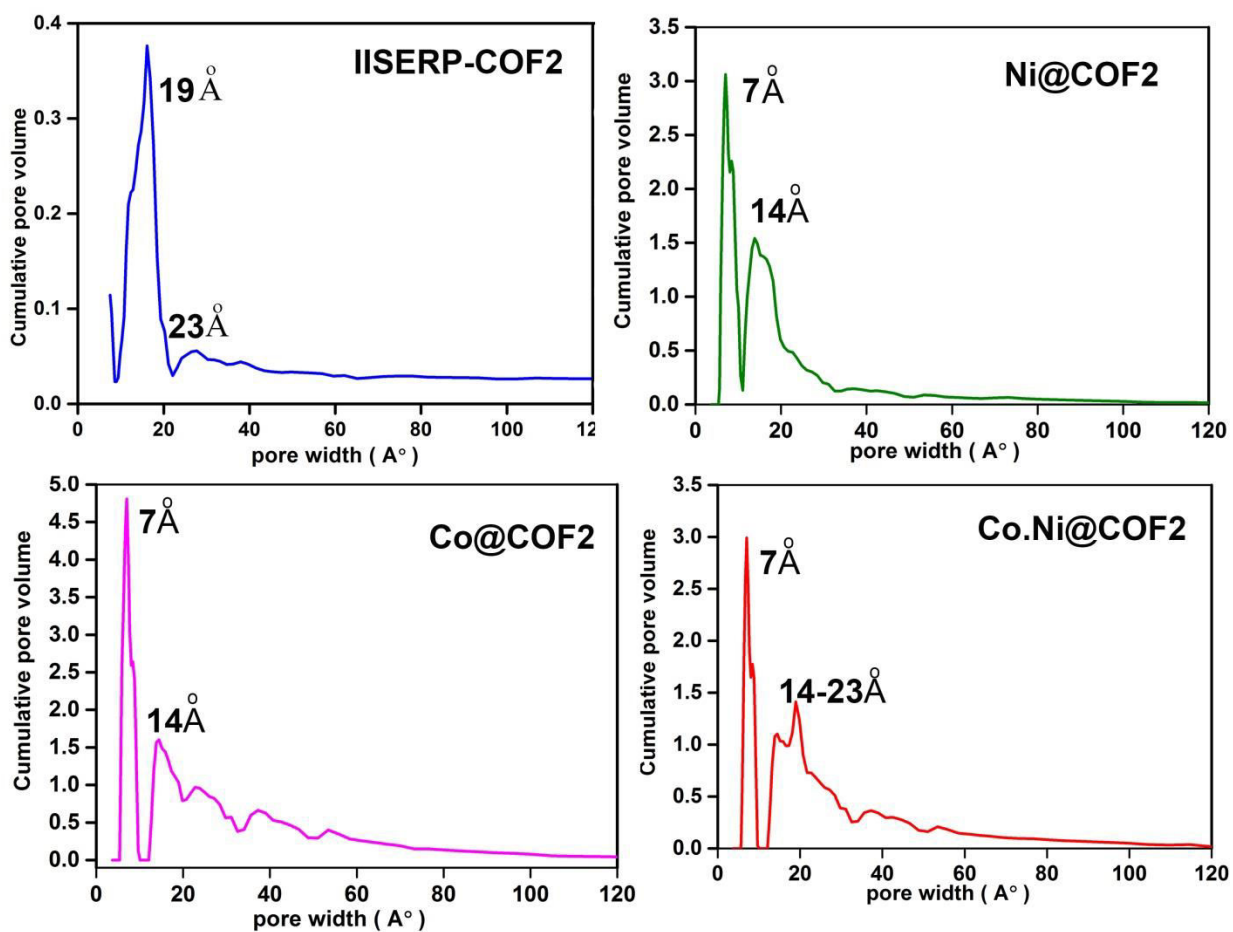 IISERP-COF2
19 Å
23Å
Cumulative pore volume
0.4
0.3
0.2
0.1
0.0
0 20 40 60 80 100 12
pore width ( A° )
Ni@COF2
7Å
14Å
Cumulative pore volume
3.5
3.0
2.5
2.0
1.5
1.0
0.5
0.0
0 20 40 60 80 100 120
pore width ( A° )
Co@COF2
7Å
14Å
Cumulative pore volume
5.0
4.5
4.0
3.5
3.0
2.5
2.0
1.5
1.0
0.5
0.0
0 20 40 60 80 100 120
pore width ( A° )
Co.Ni@COF2
7Å
14-23Å
Cumulative pore volume
3.5
3.0
2.5
2.0
1.5
1.0
0.5
0.0
0 20 40 60 80 100 120
pore width ( A° )